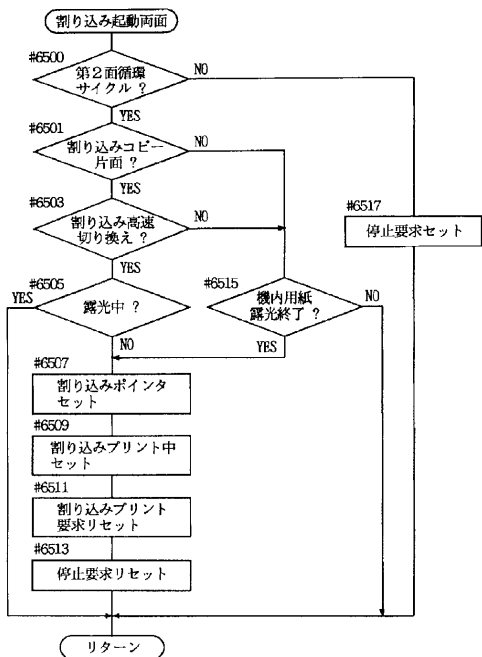 割り込み起動両面
#6500
第2面循環
サイクル ?
NO
YES
#6501
割り込みコピー
片面 ?
NO
YES
#6503
割り込み高速
切り換え ?
NO
YES
#6517
停止要求セット
#6505
露光中 ?
YES
NO
#6515
機内用紙
露光終了 ?
NO
YES
#6507
割り込みポインタ
セット
#6509
割り込みプリント中
セット
#6511
割り込みプリント
要求リセット
#6513
停止要求リセット
リターン